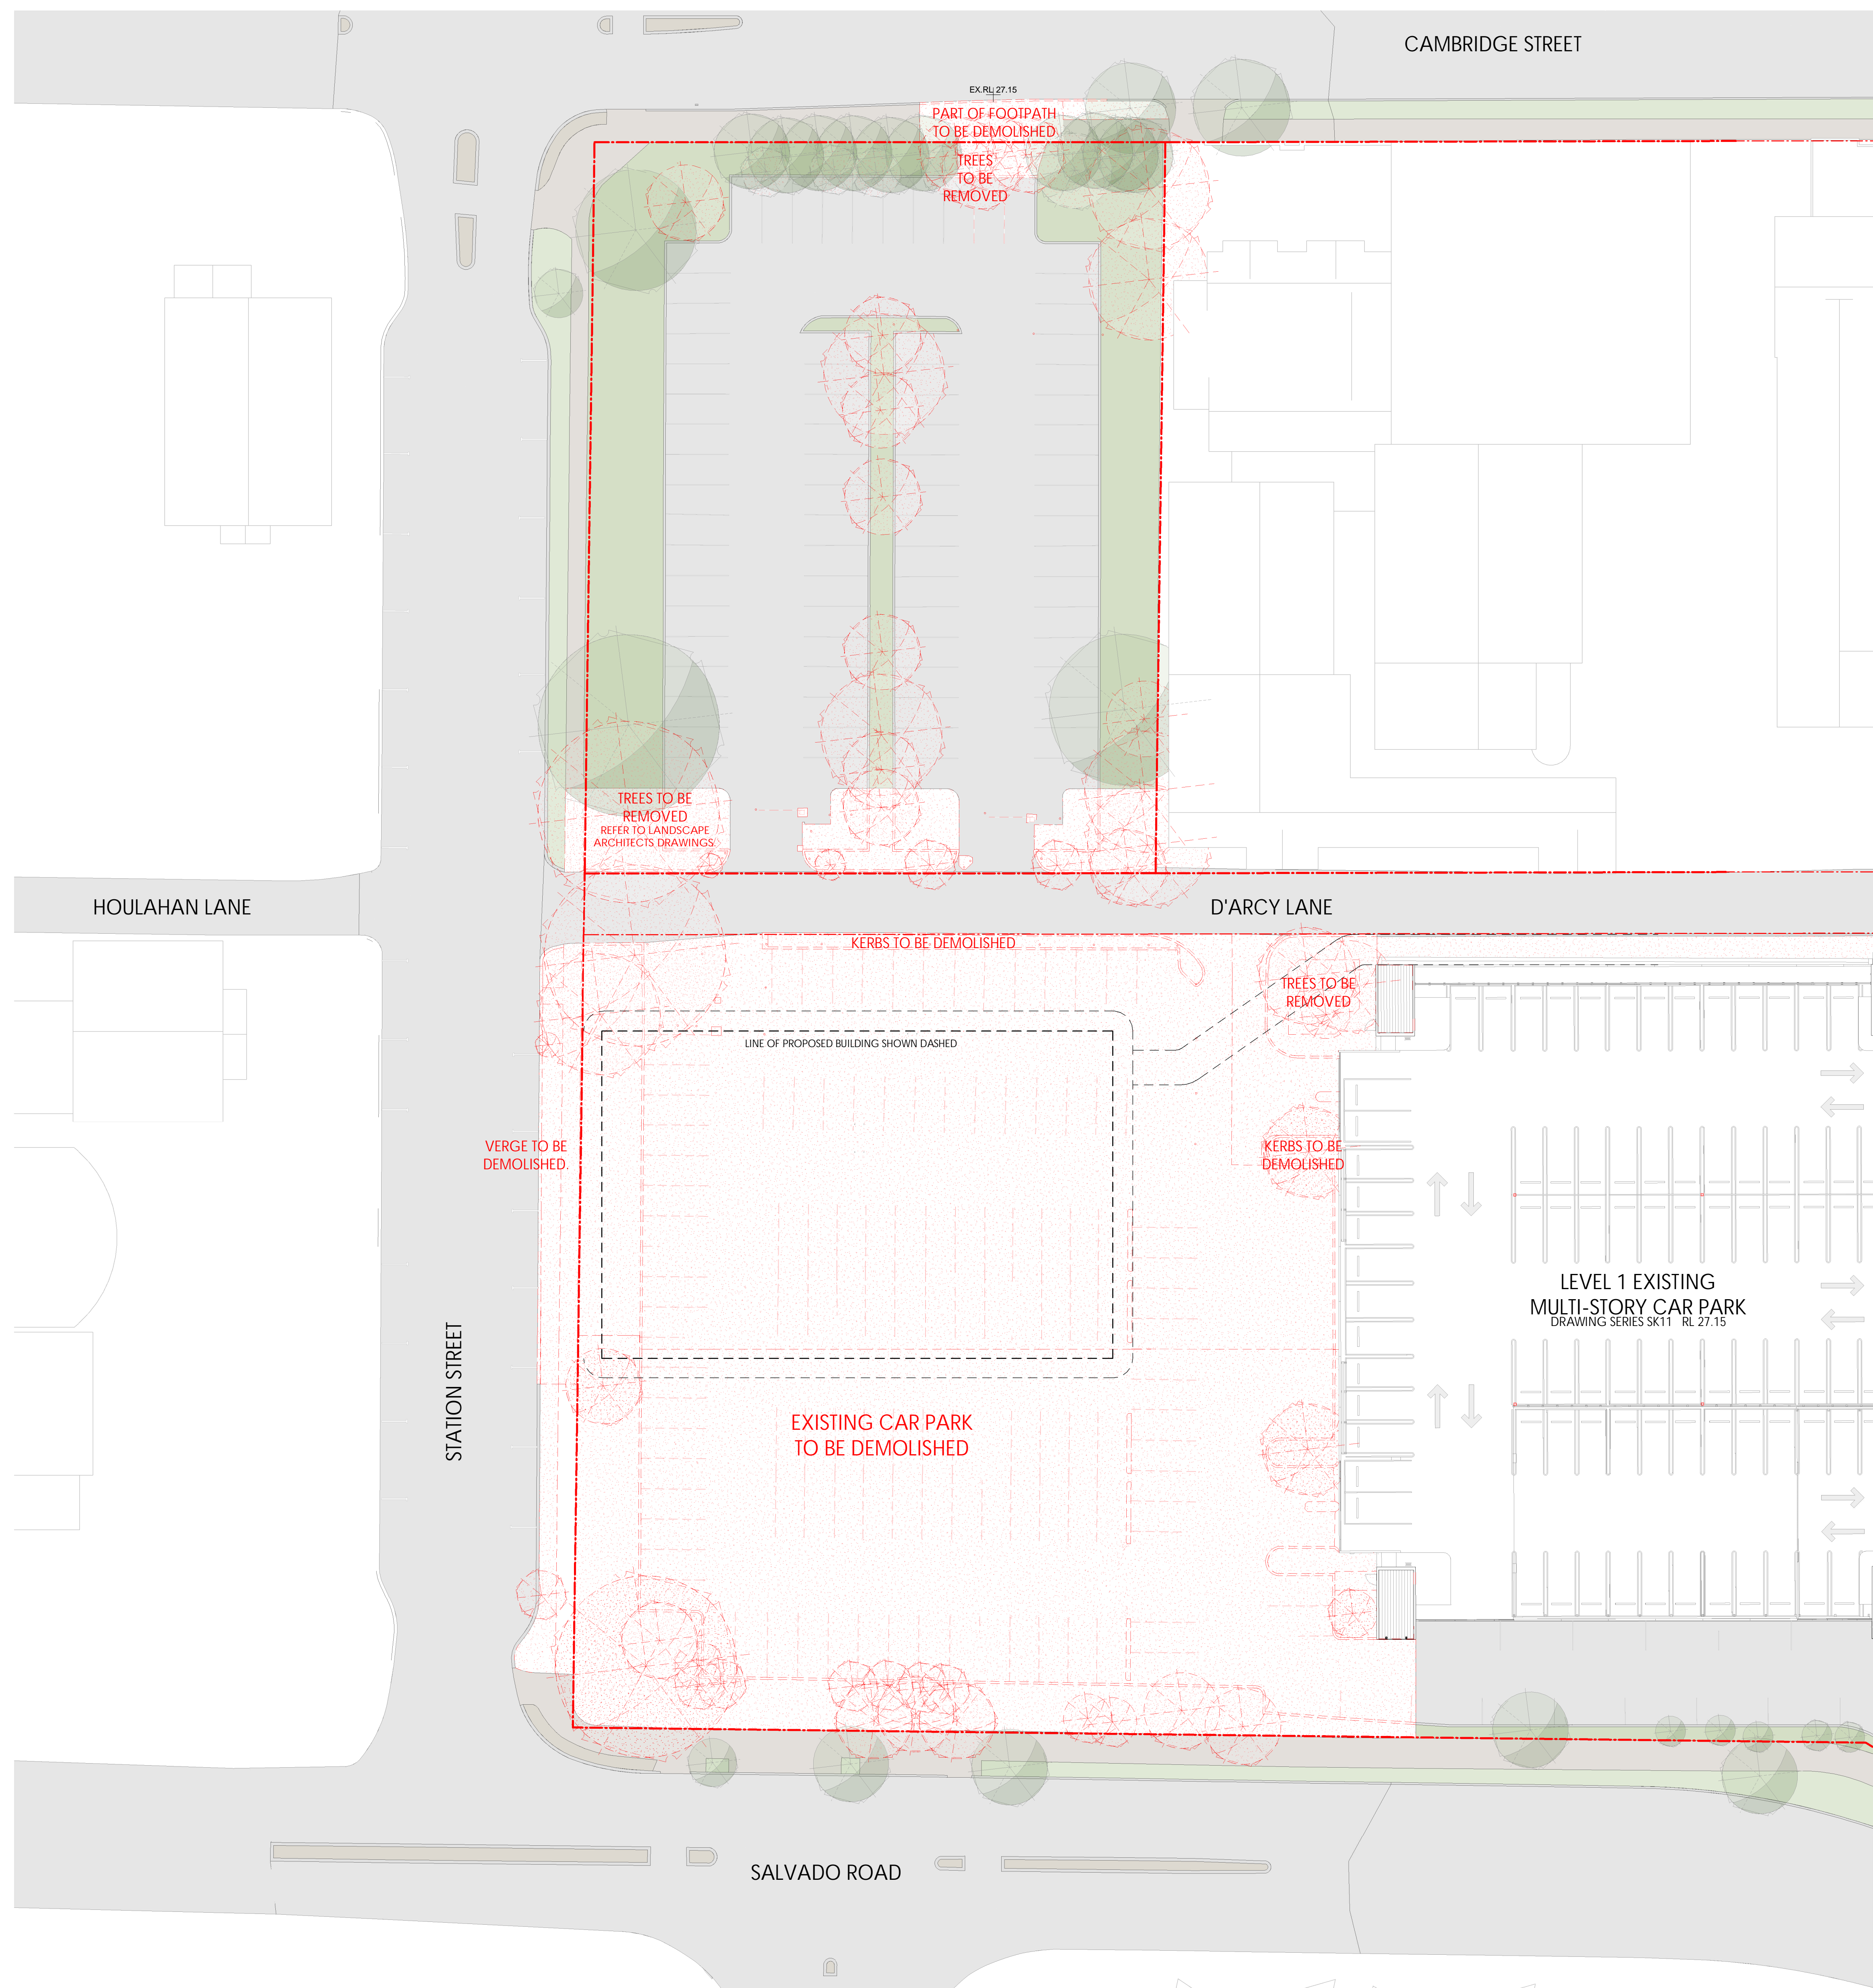 CAMBRIDGE STREET
EX.RL 27.15
PART OF FOOTPATH
TO BE DEMOLISHED
TREES
TO BE
REMOVED
TREES TO BE
REMOVED
REFER TO LANDSCAPE
ARCHITECTS DRAWINGS
HOULAHAN LANE
D'ARCY LANE
KERBS TO BE DEMOLISHED
TREES TO BE
REMOVED
LINE OF PROPOSED BUILDING SHOWN DASHED
VERGE TO BE
DEMOLISHED.
KERBS TO BE
DEMOLISHED
LEVEL 1 EXISTING
MULTI-STORY CAR PARK
DRAWING SERIES SK11 RL 27.15
STATION STREET
EXISTING CAR PARK
TO BE DEMOLISHED
SALVADO ROAD